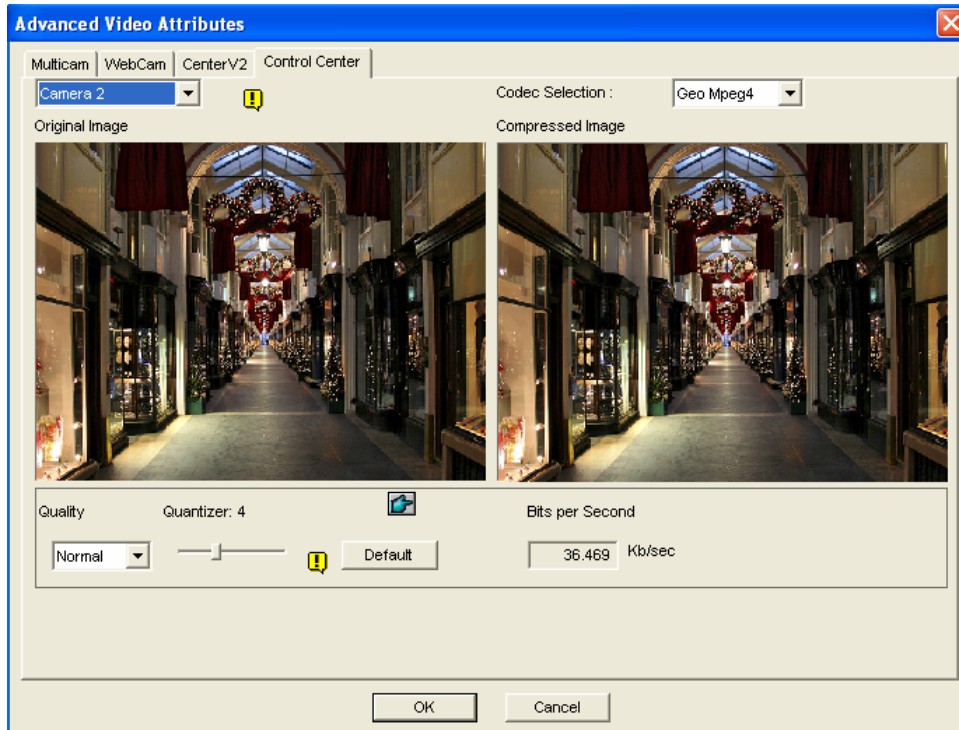 Advanced Video Attributes
Multicam WebCam CenterV2 Control Center
Camera 2 Codec Selection : Geo Mpeg4
Original Image Compressed Image
Quality Quantizer: 4 Bits per Second
Normal Default 36.469 Kb/sec
OK Cancel